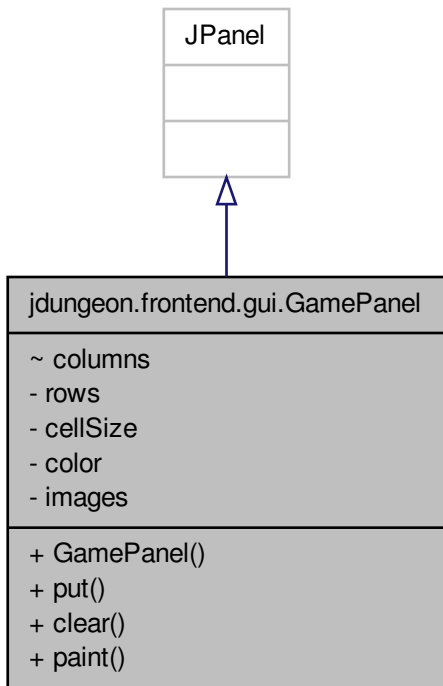 JPanel
jdungeon.frontend.gui.GamePanel
~ columns
- rows
- cellSize
- color
- images
+ GamePanel()
+ put()
+ clear()
+ paint()